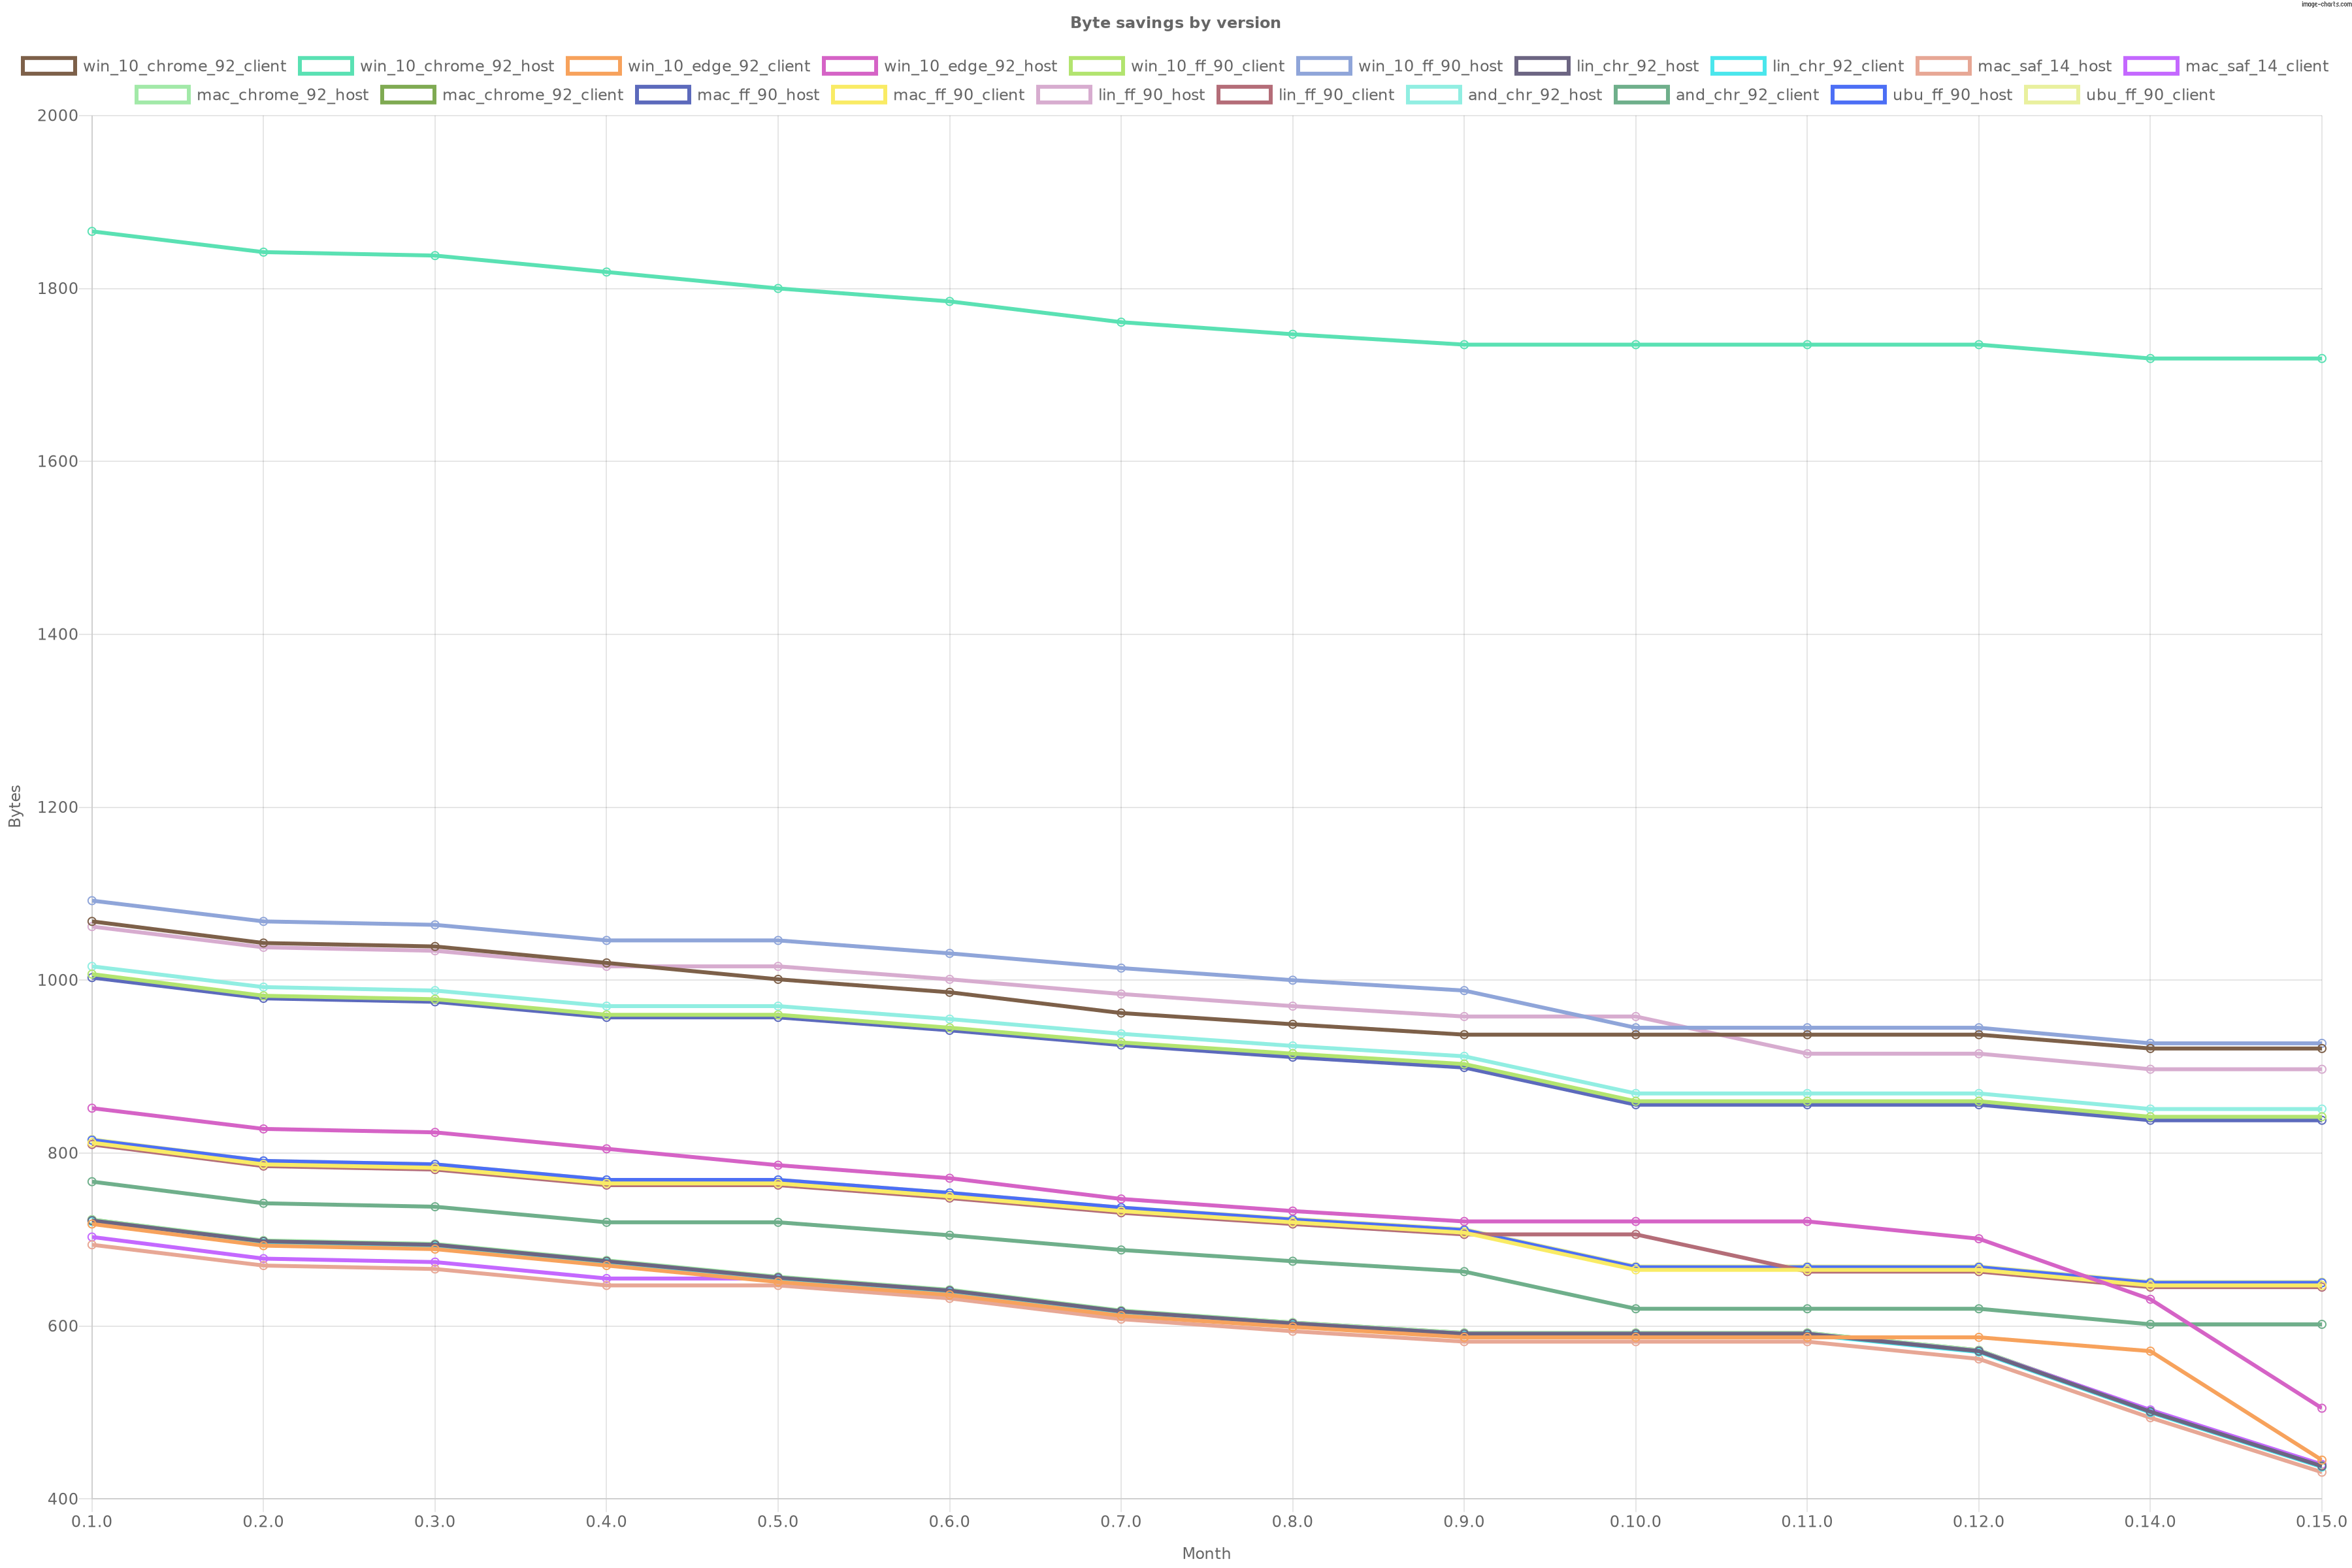 image-charts.com
Byte savings by version
win_10_chrome_92_client win_10_chrome_92_host win_10_edge_92_client win_10_edge_92_host win_10_ff_90_client win_10_ff_90_host lin_chr_92_host lin_chr_92_client mac_saf_14_host mac_saf_14_client
mac_chrome_92_host mac_chrome_92_client mac_ff_90_host mac_ff_90_client lin_ff_90_host lin_ff_90_client and_chr_92_host and_chr_92_client ubu_ff_90_host ubu_ff_90_client
2000
1800
1600
1400
1200
1000
800
600
400
Bytes
0.1.0 0.2.0 0.3.0 0.4.0 0.5.0 0.6.0 0.7.0 0.8.0 0.9.0 0.10.0 0.11.0 0.12.0 0.14.0 0.15.0
Month